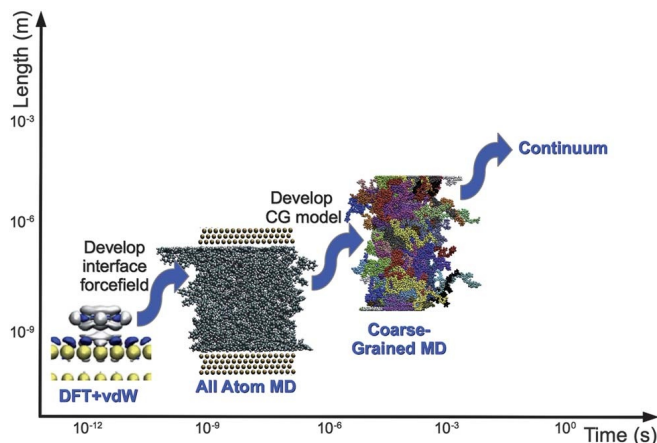 Length (m)
10-3
10-6
10-9
Continuum
Develop
CG model
Develop
interface
forcefield
Coarse-
Grained MD
All Atom MD
DFT+vdW
10-12
10-9
10-6
10-3
100
Time (s)